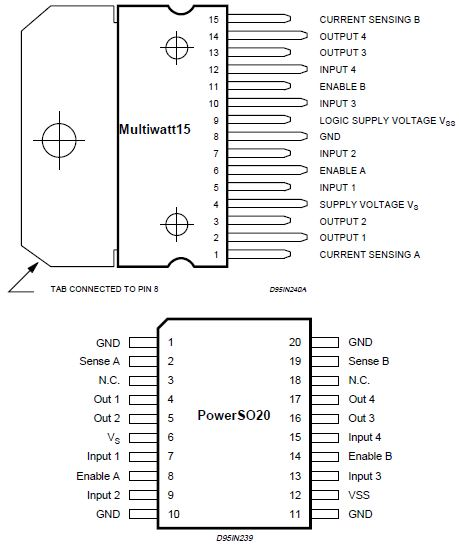 15 CURRENT SENSING B
14 OUTPUT 4
13 OUTPUT 3
12 INPUT 4
11 ENABLE B
10 INPUT 3
Multiwatt15
9 LOGIC SUPPLY VOLTAGE VSS
8 GND
7 INPUT 2
6 ENABLE A
5 INPUT 1
4 SUPPLY VOLTAGE VS
3 OUTPUT 2
2 OUTPUT 1
1 CURRENT SENSING A
TAB CONNECTED TO PIN 8
D95IN240A
GND 1 20 GND
Sense A 2 19 Sense B
N.C. 3 18 N.C.
Out 1 4 17 Out 4
Out 2 5 PowerSO20 16 Out 3
VS 6 15 Input 4
Input 1 7 14 Enable B
Enable A 8 13 Input 3
Input 2 9 12 VSS
GND 10 11 GND
D95IN239